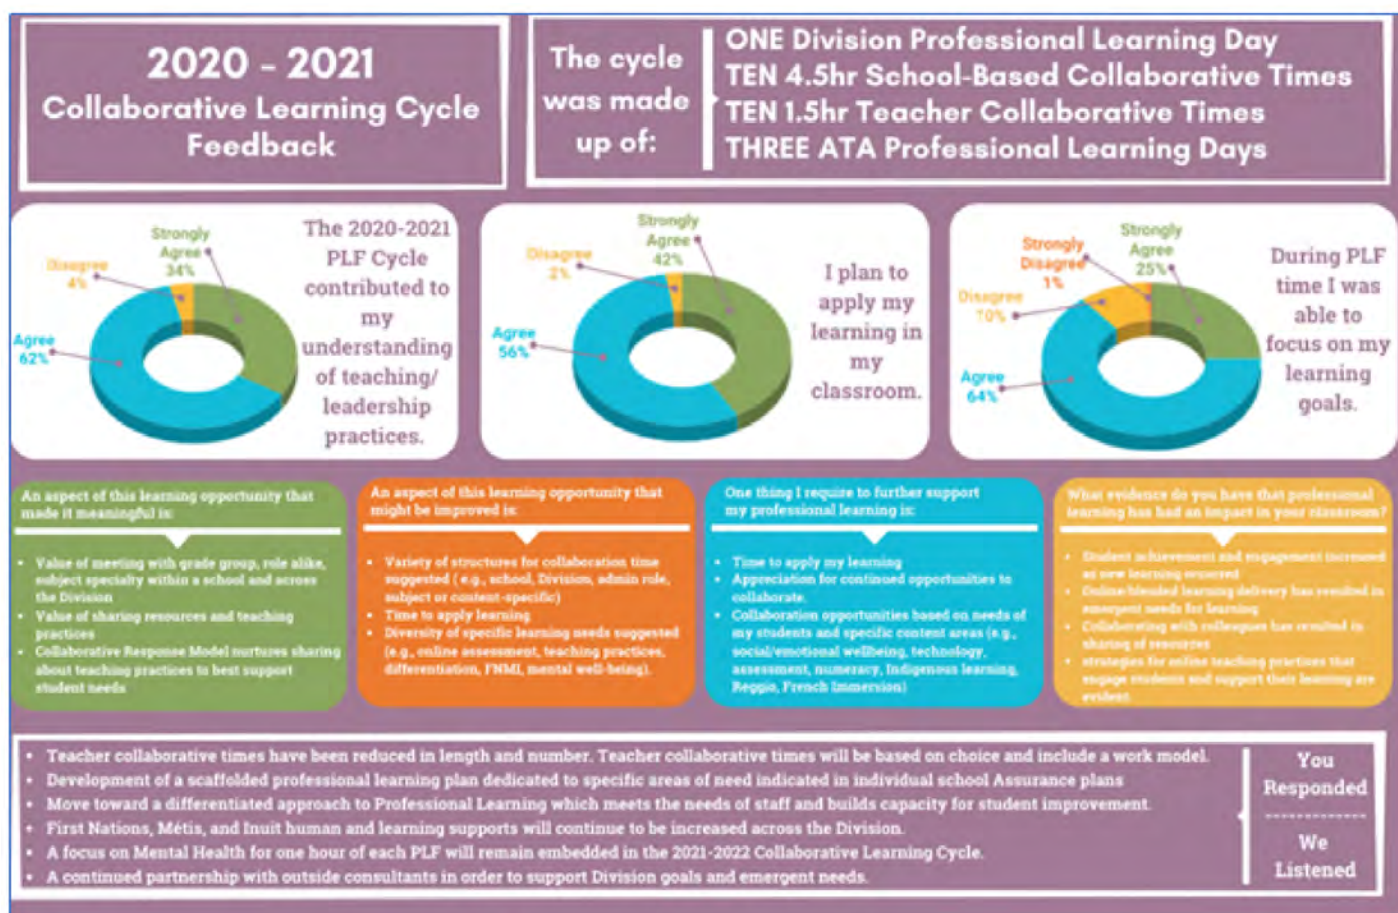 2020 - 2021
Collaborative Learning Cycle
Feedback
The cycle
was made
up of:
ONE Division Professional Learning Day
TEN 4.5hr School-Based Collaborative Times
TEN 1.5hr Teacher Collaborative Times
THREE ATA Professional Learning Days
Strongly
Agree
34%
Disagree
4%
Agree
62%
The 2020-2021
PLF Cycle
contributed to
my
understanding
of teaching/
leadership
practices.
Strongly
Agree
42%
Disagree
2%
Agree
56%
I plan to
apply my
learning in
my
classroom.
Strongly
Agree
25%
Strongly
Disagree
1%
Disagree
10%
Agree
64%
During PLF
time I was
able to
focus on my
learning
goals.
An aspect of this learning opportunity that
made it meaningful is:
• Value of meeting with grade group, role alike,
subject specialty within a school and across
the Division
• Value of sharing resources and teaching
practices
• Collaborative Response Model nurtures sharing
about teaching practices to best support
student needs
An aspect of this learning opportunity that
might be improved is:
• Variety of structures for collaboration time
suggested ( e.g., school, Division, admin role,
subject or content-specific)
• Time to apply learning
• Diversity of specific learning needs suggested
(e.g., online assessment, teaching practices,
differentiation, FNMI, mental well-being).
One thing I require to further support
my professional learning is:
• Time to apply my learning
• Appreciation for continued opportunities to
collaborate.
• Collaboration opportunities based on needs of
my students and specific content areas (e.g.,
social/emotional wellbeing, technology,
assessment, numeracy, Indigenous learning,
Reggio, French Immersion)
What evidence do you have that professional
learning has had an impact in your classroom?
• Student achievement and engagement increased
as new learning occurred
• Online/blended learning delivery has resulted in
emergent needs for learning
• Collaborating with colleagues has resulted in
sharing of resources
• strategies for online teaching practices that
engage students and support their learning are
evident.
• Teacher collaborative times have been reduced in length and number. Teacher collaborative times will be based on choice and include a work model.
• Development of a scaffolded professional learning plan dedicated to specific areas of need indicated in individual school Assurance plans
• Move toward a differentiated approach to Professional Learning which meets the needs of staff and builds capacity for student improvement.
• First Nations, Métis, and Inuit human and learning supports will continue to be increased across the Division.
• A focus on Mental Health for one hour of each PLF will remain embedded in the 2021-2022 Collaborative Learning Cycle.
• A continued partnership with outside consultants in order to support Division goals and emergent needs.
You
Responded
------------
We
Listened